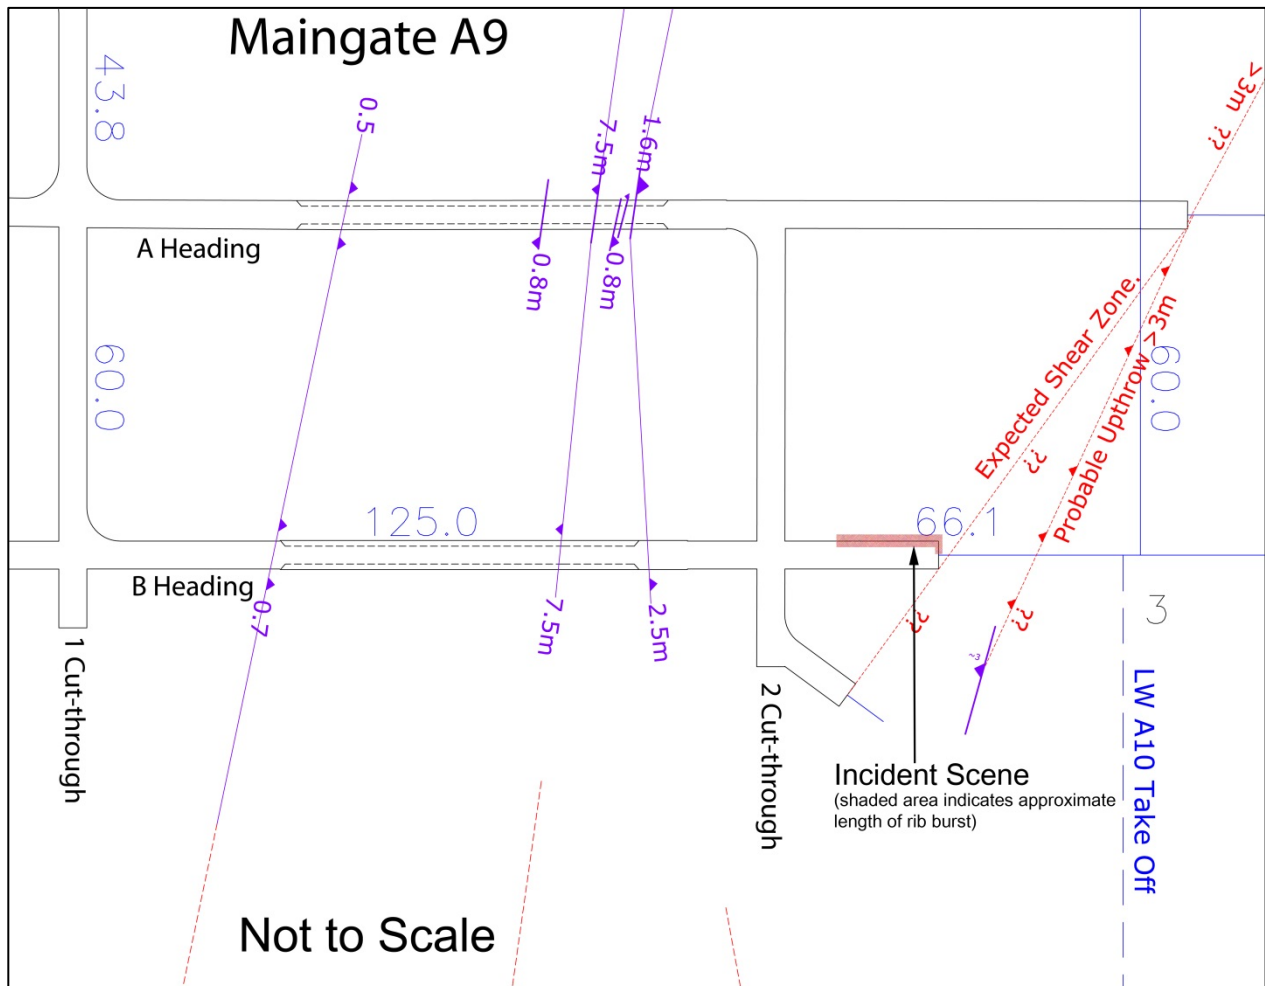 Maingate A9
43.8
0.5
7.5m
1.6m
>3m
??
A Heading
0.8m
0.8m
60.0
Expected Shear Zone.
??
Probable Upthrow >3m
60.0
125.0
66.1
B Heading
0.7
7.5m
2.5m
??
??
3
~3
1 Cut-through
2 Cut-through
LW A10 Take Off
Incident Scene
(shaded area indicates approximate
length of rib burst)
Not to Scale